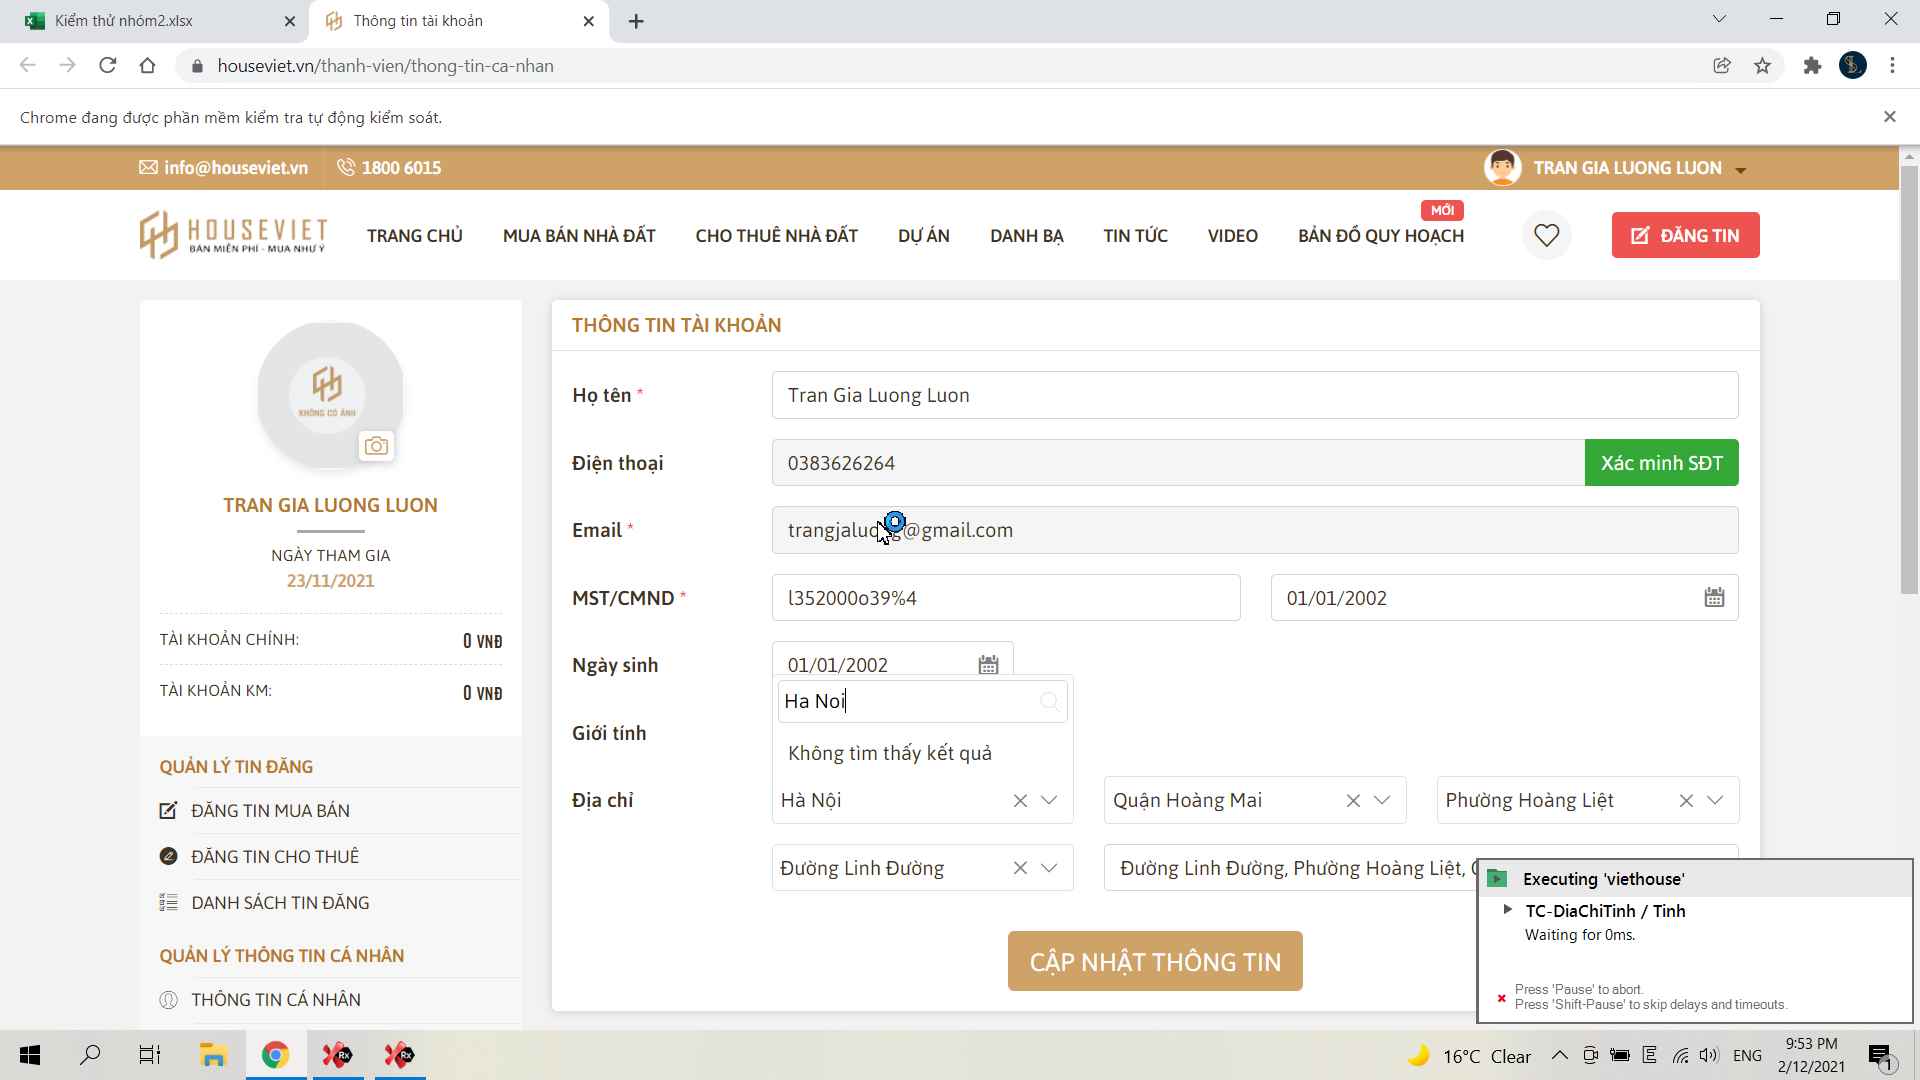 Kiểm thử nhóm2.xlsx
Thông tin tài khoản
houseviet.vn/thanh-vien/thong-tin-ca-nhan
Chrome đang được phần mềm kiểm tra tự động kiểm soát.
info@houseviet.vn
1800 6015
TRAN GIA LUONG LUON
HOUSEVIET
BÁN MIỄN PHÍ - MUA NHƯ Ý
TRANG CHỦ
MUA BÁN NHÀ ĐẤT
CHO THUÊ NHÀ ĐẤT
DỰ ÁN
DANH BẠ
TIN TỨC
VIDEO
MỚI
BẢN ĐỒ QUY HOẠCH
ĐĂNG TIN
KHÔNG CÓ ẢNH
TRAN GIA LUONG LUON
NGÀY THAM GIA
23/11/2021
TÀI KHOẢN CHÍNH: 0 VNĐ
TÀI KHOẢN KM: 0 VNĐ
QUẢN LÝ TIN ĐĂNG
ĐĂNG TIN MUA BÁN
ĐĂNG TIN CHO THUÊ
DANH SÁCH TIN ĐĂNG
QUẢN LÝ THÔNG TIN CÁ NHÂN
THÔNG TIN CÁ NHÂN
THÔNG TIN TÀI KHOẢN
Họ tên * Tran Gia Luong Luon
Điện thoại 0383626264 Xác minh SĐT
Email * trangjaluong@gmail.com
MST/CMND * l352000o39%4 01/01/2002
Ngày sinh 01/01/2002
Ha Noi
Giới tính
Không tìm thấy kết quả
Địa chỉ Hà Nội Quận Hoàng Mai Phường Hoàng Liệt
Đường Linh Đường Đường Linh Đường, Phường Hoàng Liệt,
CẬP NHẬT THÔNG TIN
Executing 'viethouse'
TC-DiaChiTinh / Tinh
Waiting for 0ms.
Press 'Pause' to abort.
Press 'Shift-Pause' to skip delays and timeouts.
16°C Clear
ENG
9:53 PM
2/12/2021
1